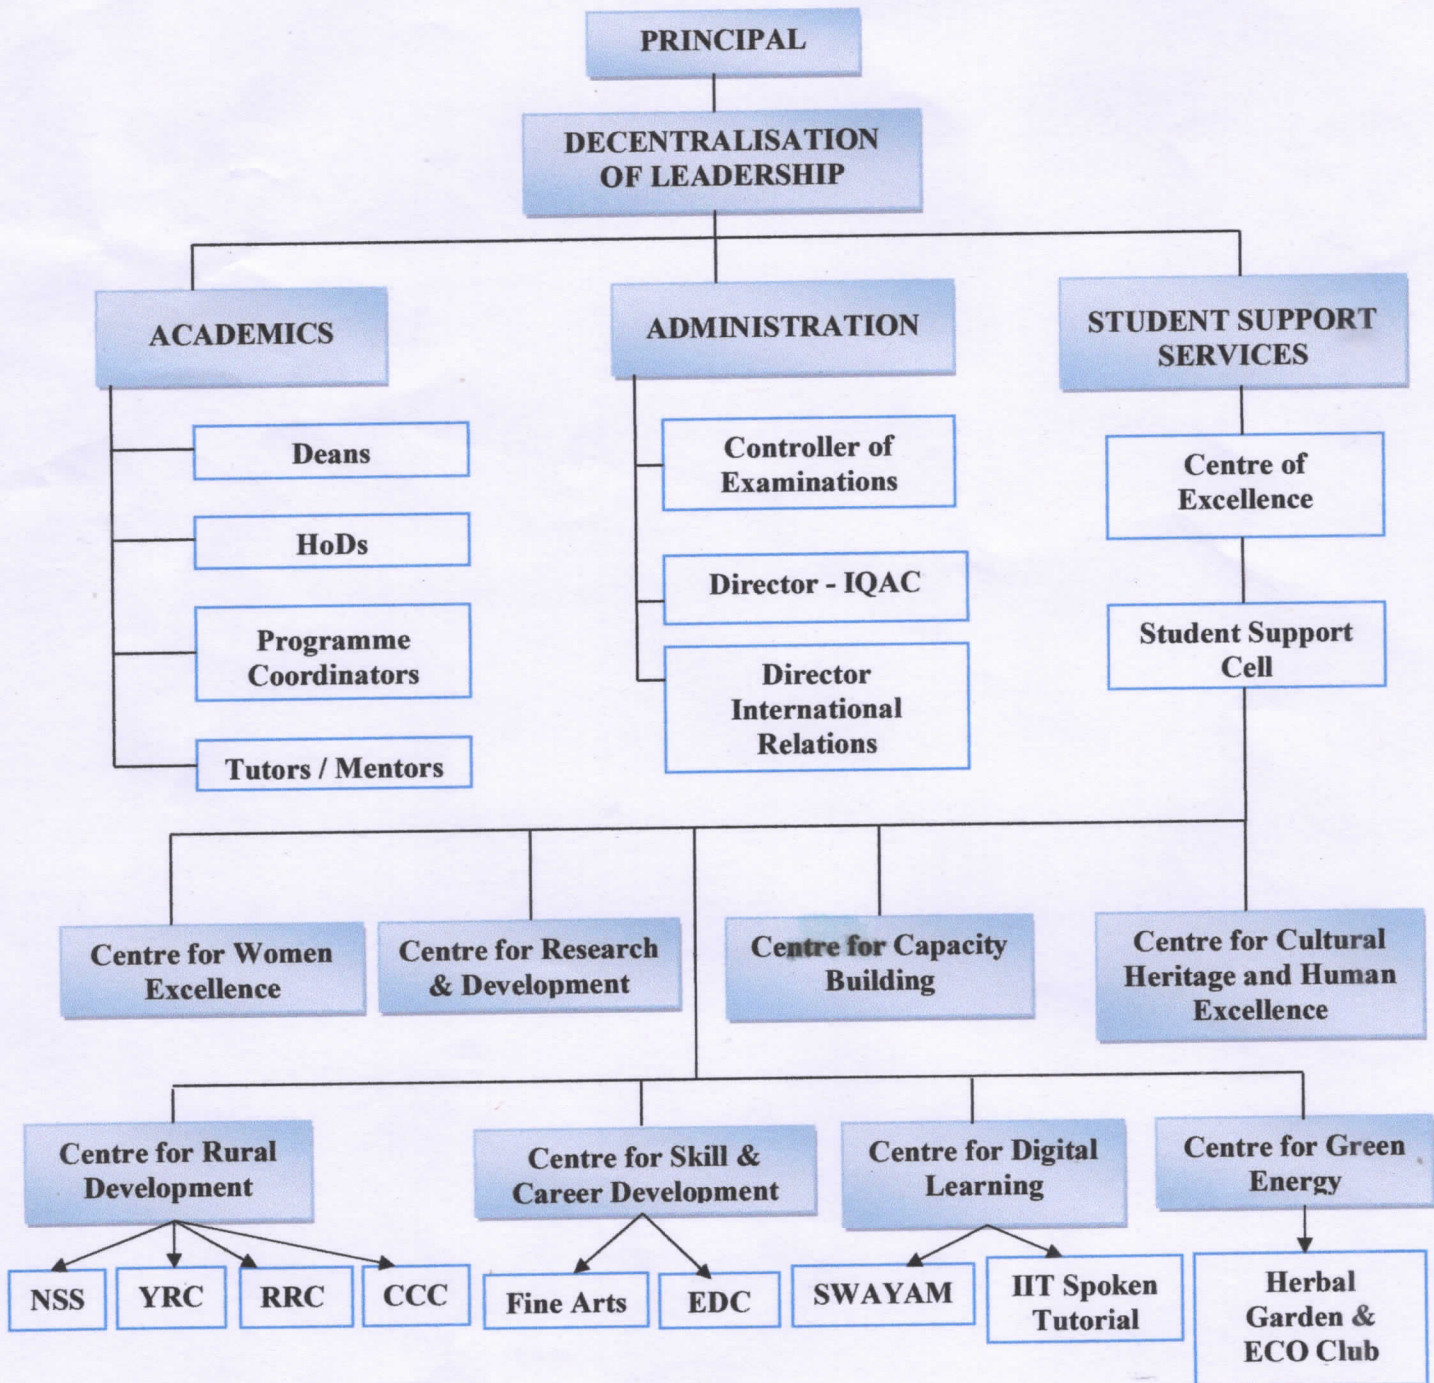 PRINCIPAL
DECENTRALISATION
OF LEADERSHIP
ACADEMICS
Deans
HoDs
Programme
Coordinators
Tutors / Mentors
ADMINISTRATION
Controller of
Examinations
Director - IQAC
Director
International
Relations
STUDENT SUPPORT
SERVICES
Centre of
Excellence
Student Support
Cell
Centre for Women
Excellence
Centre for Research
& Development
Centre for Capacity
Building
Centre for Cultural
Heritage and Human
Excellence
Centre for Rural
Development
NSS
YRC
RRC
CCC
Centre for Skill &
Career Development
Fine Arts
EDC
Centre for Digital
Learning
SWAYAM
IIT Spoken
Tutorial
Centre for Green
Energy
Herbal
Garden &
ECO Club